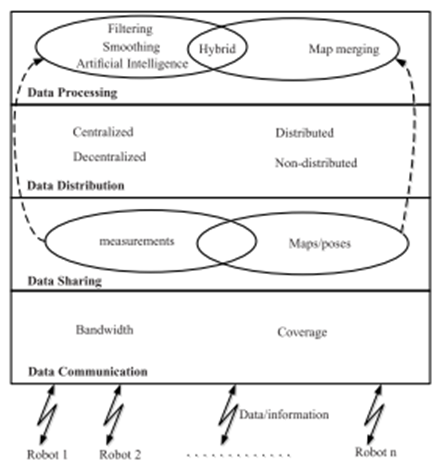 Filtering
Smoothing
Artificial Intelligence
Hybrid
Map merging
Data Processing
Centralized
Distributed
Decentralized
Non-distributed
Data Distribution
measurements
Maps/poses
Data Sharing
Bandwidth
Coverage
Data Communication
Data/information
Robot 1
Robot 2
. . . . . . . . . . . .
Robot n